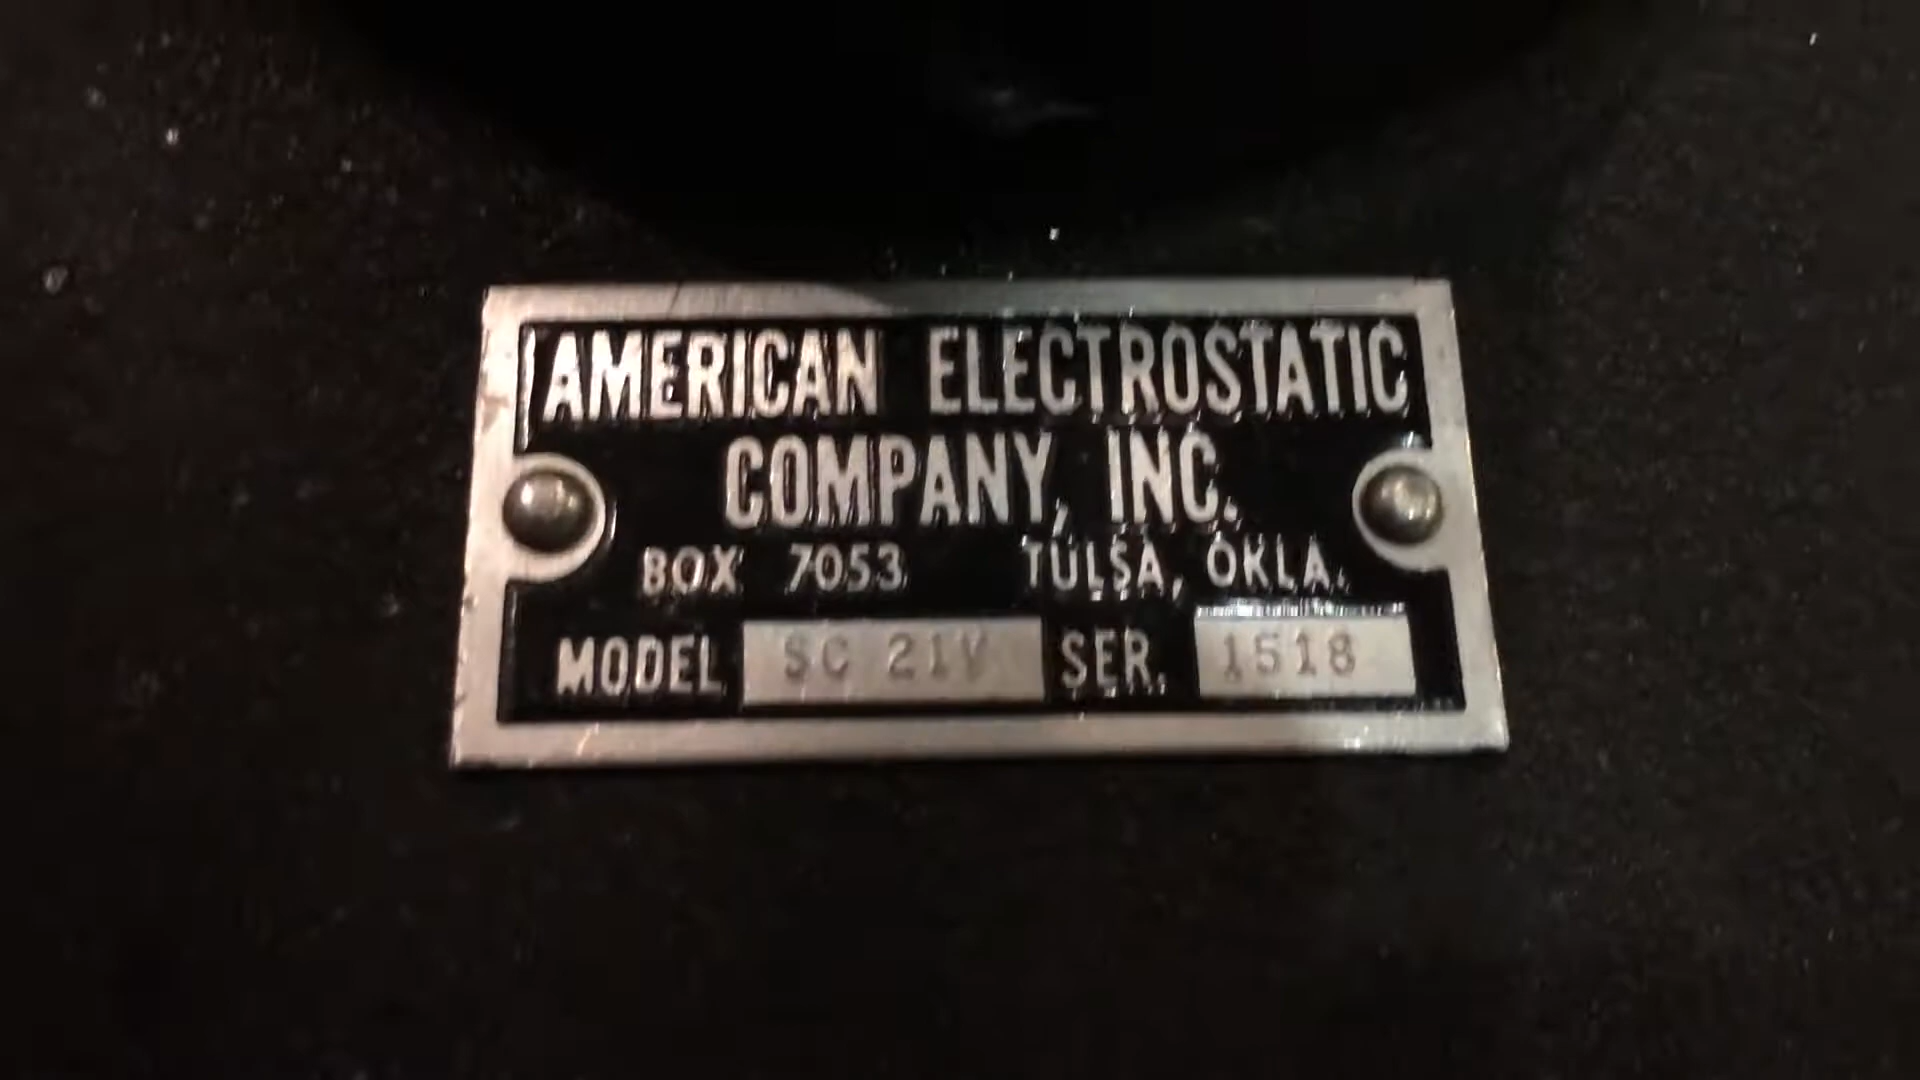 AMERICAN ELECTROSTATIC
COMPANY, INC.
BOX 7053 TULSA, OKLA.
MODEL SC 21V SER. 1518